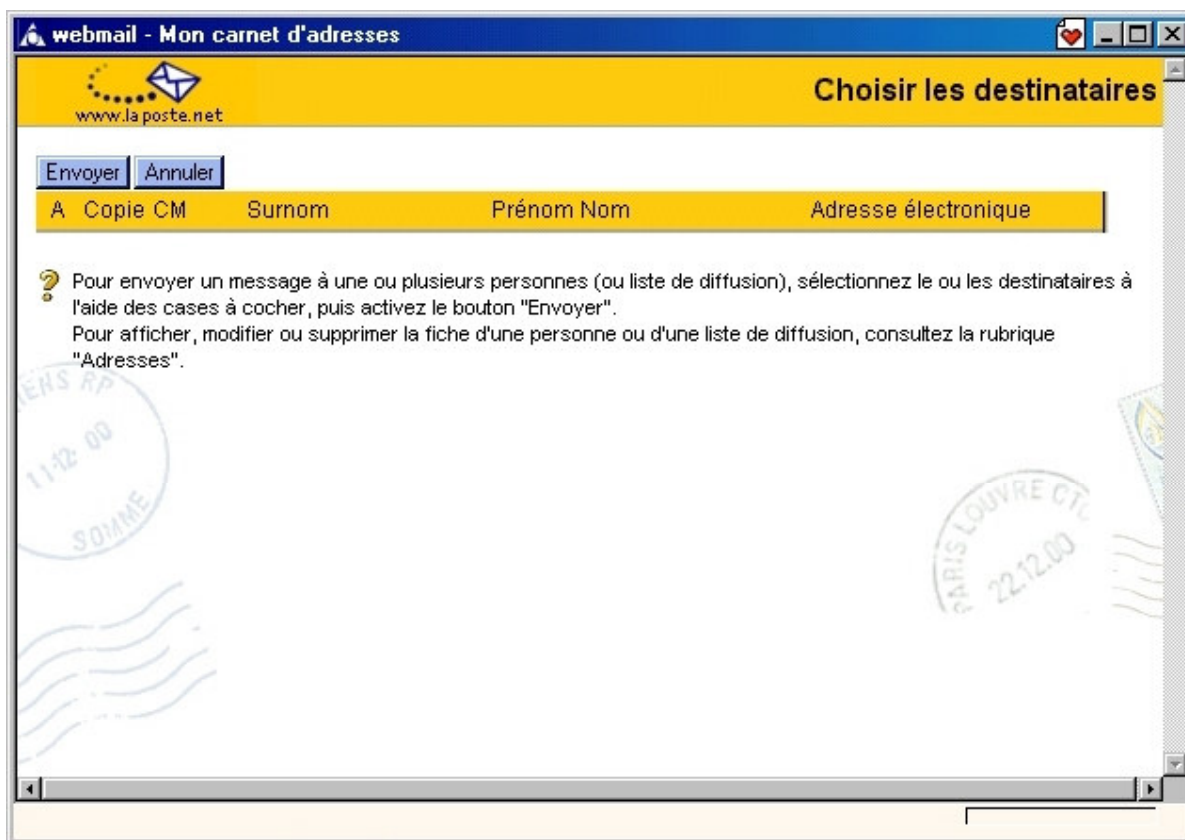 webmail - Mon carnet d'adresses
www.laposte.net
Choisir les destinataires
Envoyer Annuler
A Copie CM Surnom Prénom Nom Adresse électronique
Pour envoyer un message à une ou plusieurs personnes (ou liste de diffusion), sélectionnez le ou les destinataires à
l'aide des cases à cocher, puis activez le bouton "Envoyer".
Pour afficher, modifier ou supprimer la fiche d'une personne ou d'une liste de diffusion, consultez la rubrique
"Adresses".
RP
11-12-00
SOMME
PARIS LOUVRE
22.12.00